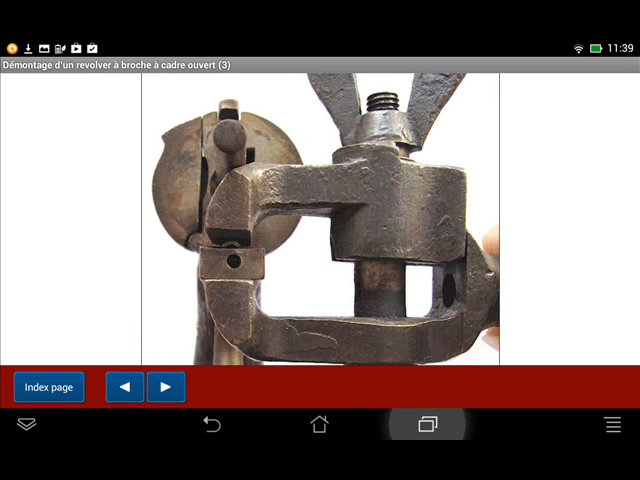 11:39
Démontage d'un revolver à broche à cadre ouvert (3)
Index page